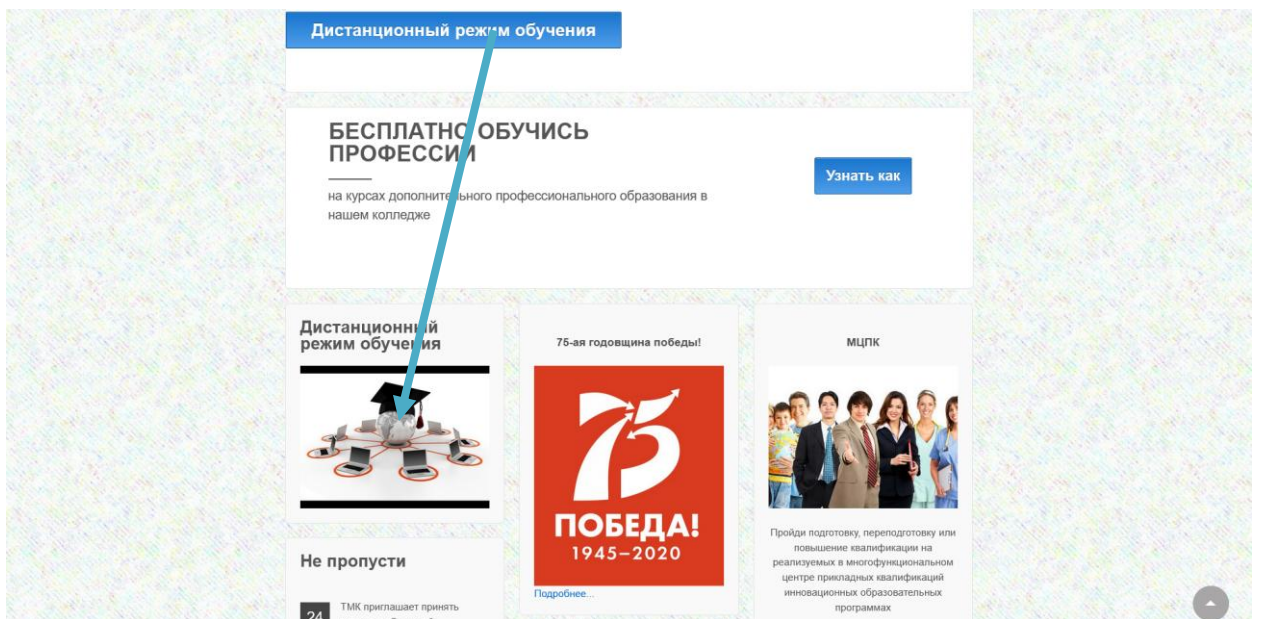 Дистанционный режим обучения
БЕСПЛАТНО ОБУЧИСЬ
ПРОФЕССИИ
на курсах дополнительного профессионального образования в
нашем колледже
Узнать как
Дистанционный
режим обучения
Не пропусти
24
ТМК приглашает принять
75-ая годовщина победы!
75
ПОБЕДА!
1945–2020
Подробнее...
МЦПК
Пройди подготовку, переподготовку или
повышение квалификации на
реализуемых в многофункциональном
центре прикладных квалификаций
инновационных образовательных
программах